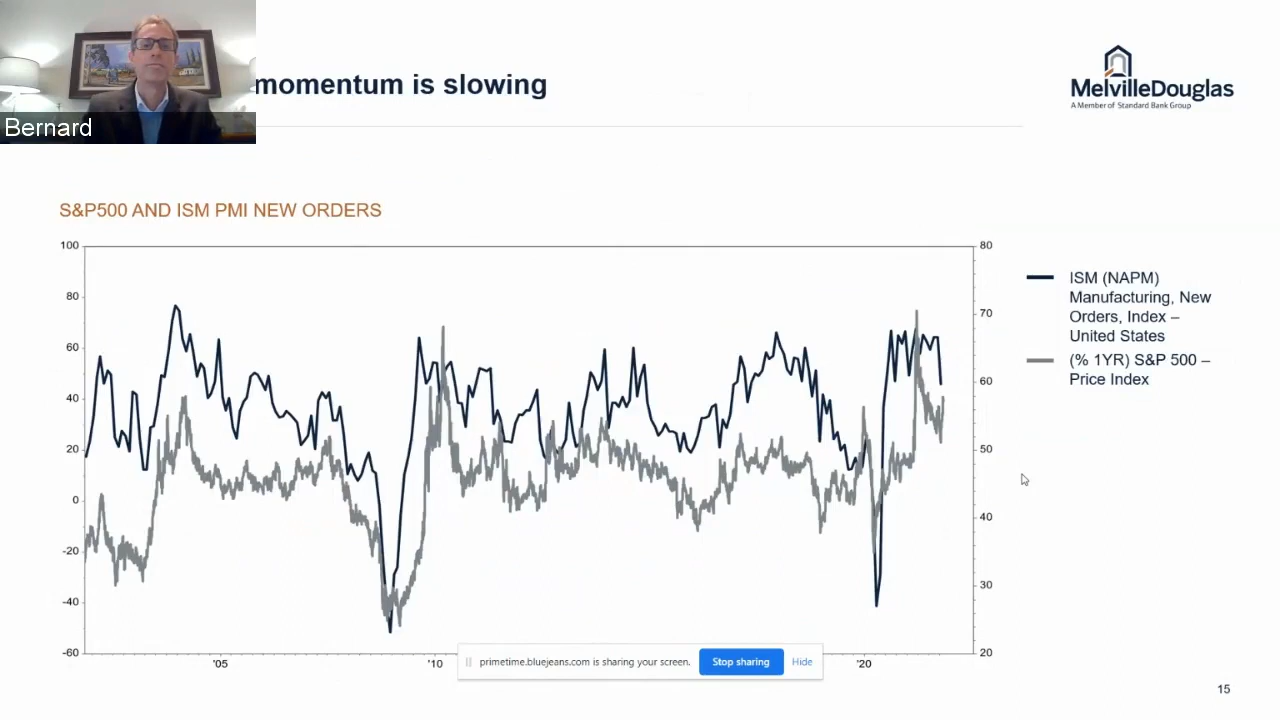 momentum is slowing
MelvilleDouglas
A Member of Standard Bank Group
Bernard
S&P500 AND ISM PMI NEW ORDERS
100
80
60
40
20
0
-20
-40
-60
80
70
60
50
40
30
20
'05
'10
'20
ISM (NAPM)
Manufacturing, New
Orders, Index –
United States
(% 1YR) S&P 500 –
Price Index
primetime.bluejeans.com is sharing your screen.
Stop sharing
Hide
15